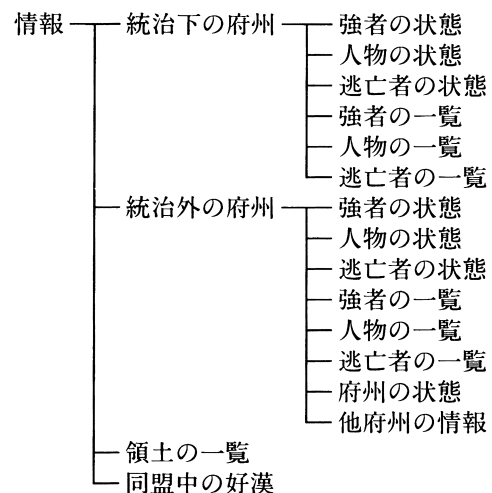 情報 統治下の府州 強者の状態
人物の状態
逃亡者の状態
強者の一覧
人物の一覧
逃亡者の一覧
統治外の府州 強者の状態
人物の状態
逃亡者の状態
強者の一覧
人物の一覧
逃亡者の一覧
府州の状態
他府州の情報
領土の一覧
同盟中の好漢